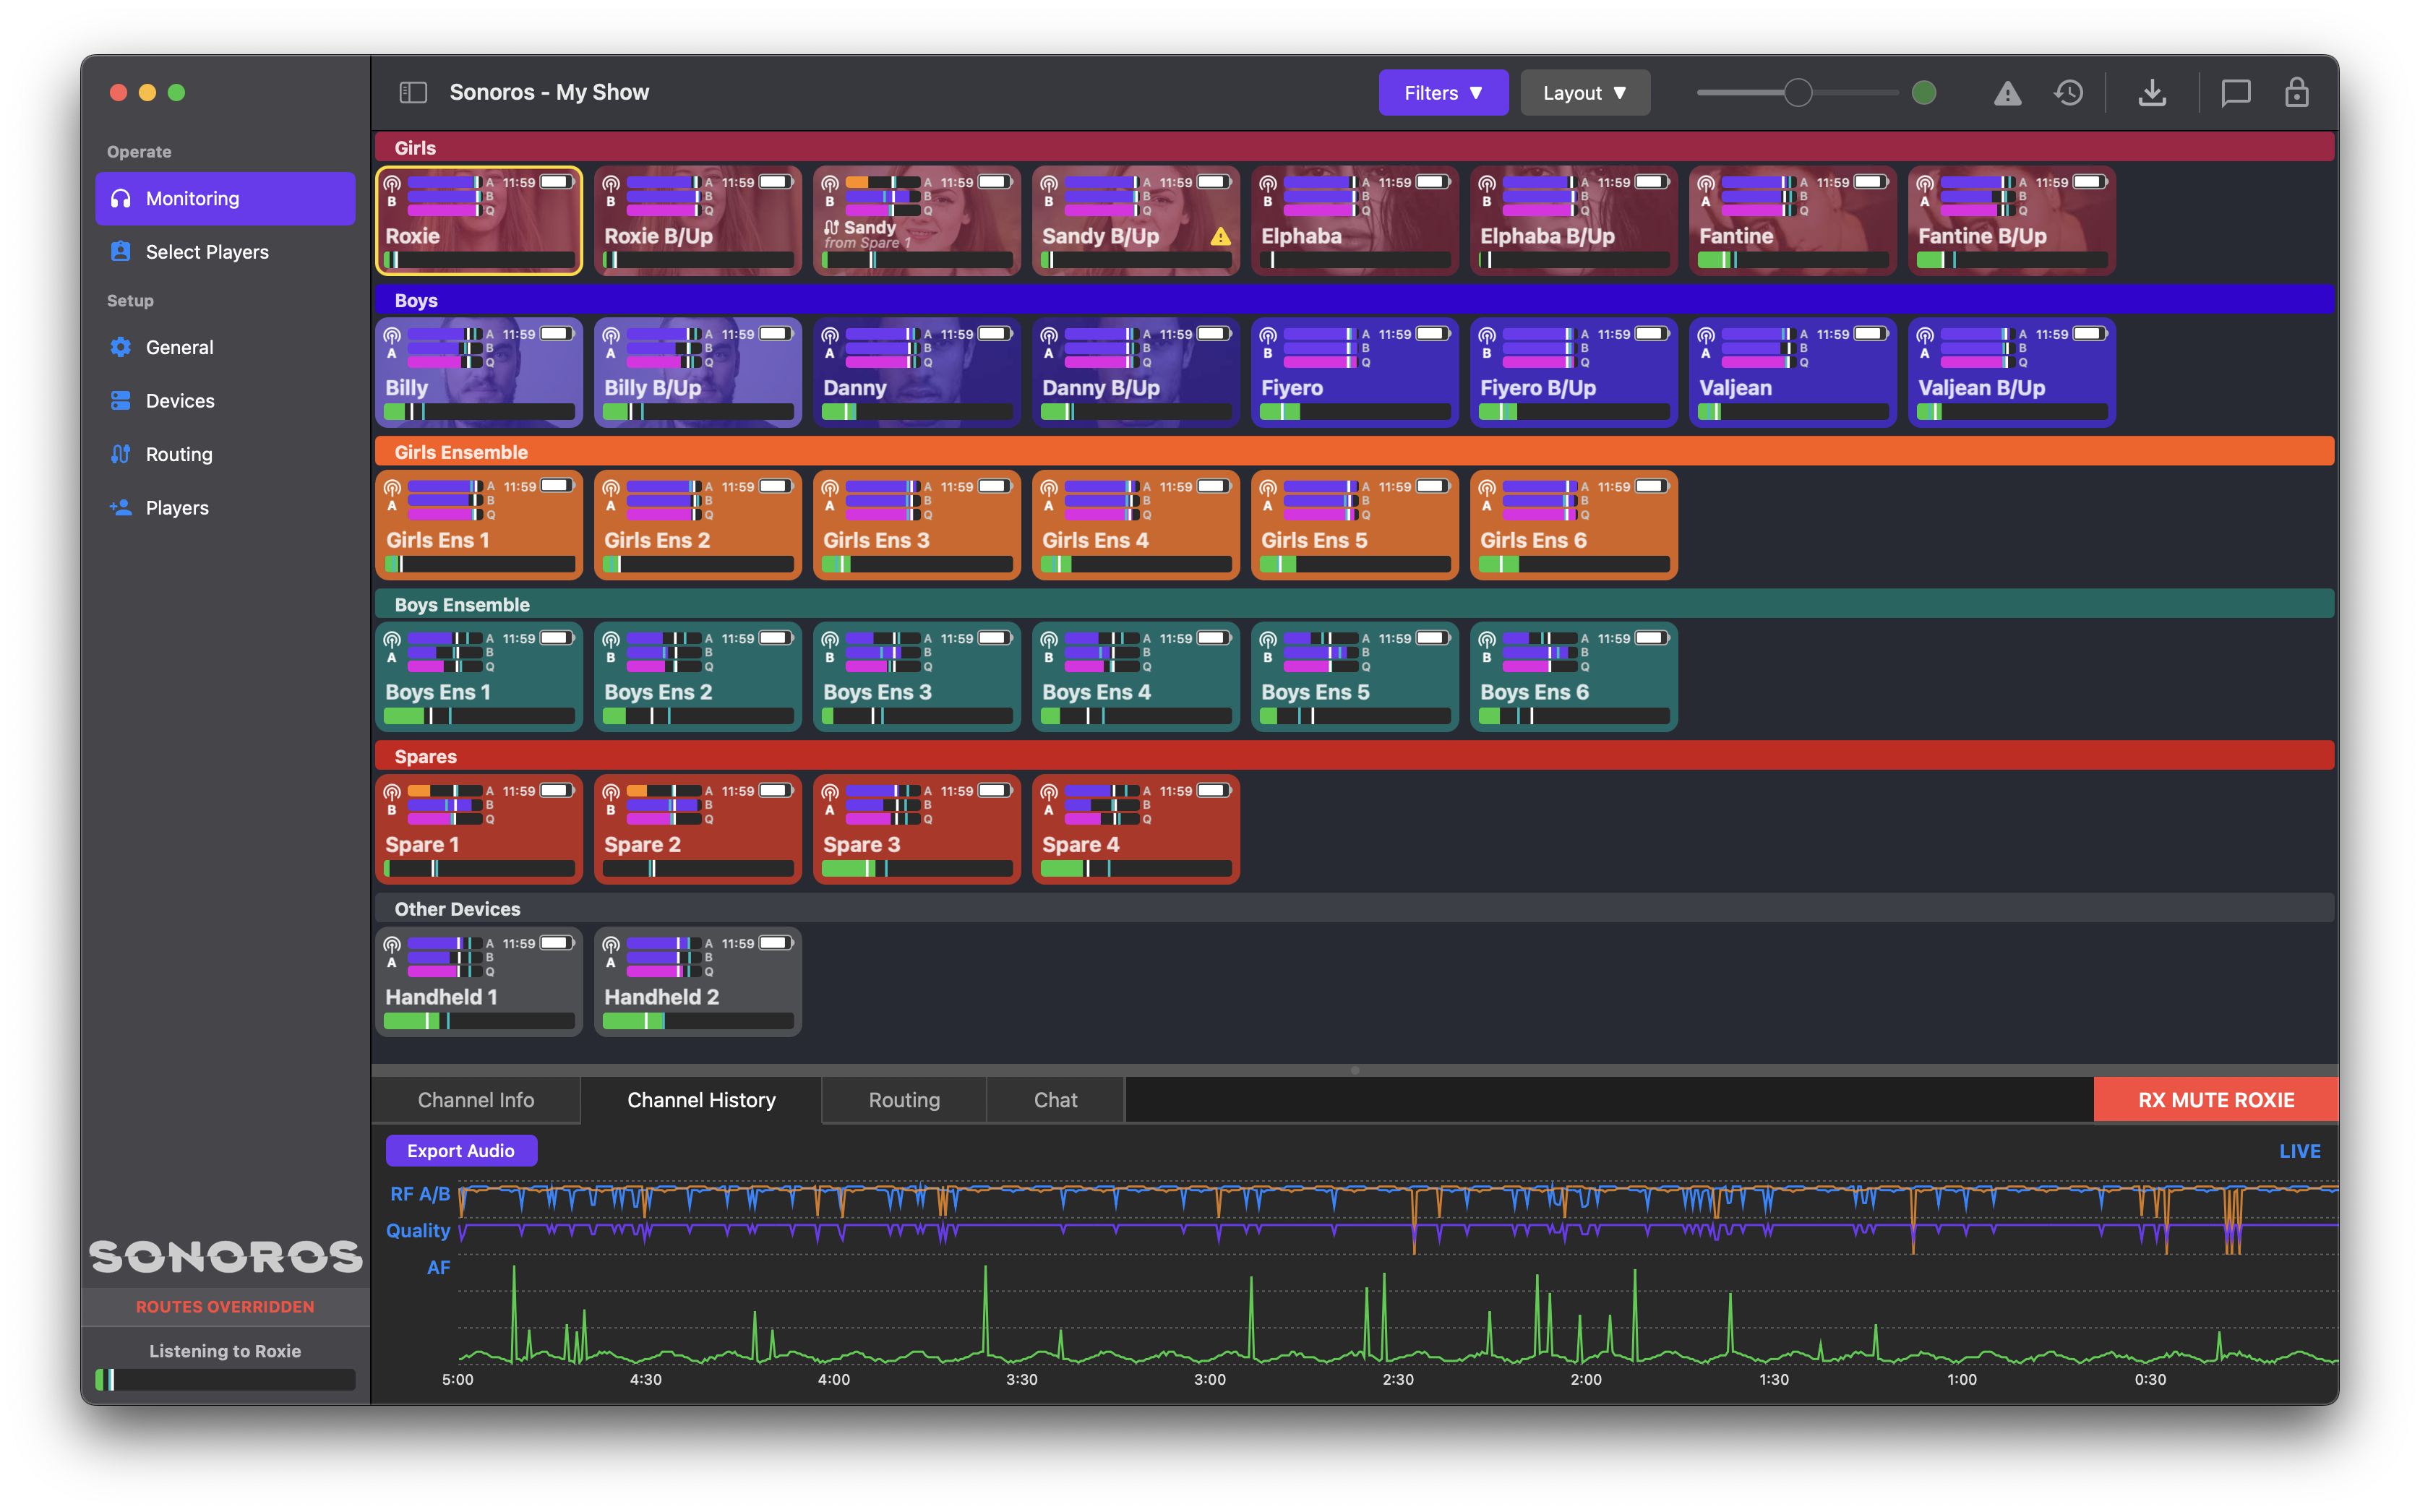 Sonoros - My Show
Filters ▼
Layout ▼
Operate
Monitoring
Select Players
Setup
General
Devices
Routing
Players
SONOROS
ROUTES OVERRIDDEN
Listening to Roxie
Girls
A 11:59 B B Q Roxie
A 11:59 B B Q Roxie B/Up
A 11:59 B B Q Sandy
from Spare 1
A 11:59 B B Q Sandy B/Up
A 11:59 B B Q Elphaba
A 11:59 B B Q Elphaba B/Up
A 11:59 A B Q Fantine
A 11:59 A B Q Fantine B/Up
Boys
A 11:59 A B Q Billy
A 11:59 A B Q Billy B/Up
A 11:59 A B Q Danny
A 11:59 A B Q Danny B/Up
A 11:59 B B Q Fiyero
A 11:59 B B Q Fiyero B/Up
A 11:59 A B Q Valjean
A 11:59 A B Q Valjean B/Up
Girls Ensemble
A 11:59 A B Q Girls Ens 1
A 11:59 A B Q Girls Ens 2
A 11:59 A B Q Girls Ens 3
A 11:59 A B Q Girls Ens 4
A 11:59 A B Q Girls Ens 5
A 11:59 A B Q Girls Ens 6
Boys Ensemble
A 11:59 A B Q Boys Ens 1
A 11:59 B B Q Boys Ens 2
A 11:59 B B Q Boys Ens 3
A 11:59 B B Q Boys Ens 4
A 11:59 B B Q Boys Ens 5
A 11:59 B B Q Boys Ens 6
Spares
A 11:59 B B Q Spare 1
A 11:59 B B Q Spare 2
A 11:59 A B Q Spare 3
A 11:59 A B Q Spare 4
Other Devices
A 11:59 A B Q Handheld 1
A 11:59 A B Q Handheld 2
Channel Info
Channel History
Routing
Chat
RX MUTE ROXIE
Export Audio
LIVE
RF A/B
Quality
AF
5:00 4:30 4:00 3:30 3:00 2:30 2:00 1:30 1:00 0:30